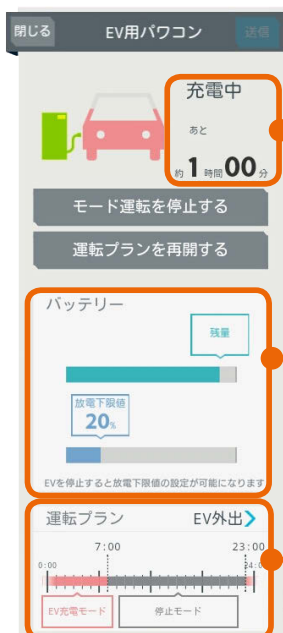 閉じる EV用パワコン 送信
充電中
あと
約1時間00分
モード運転を停止する
運転プランを再開する
バッテリー
残量
放電下限値
20%
EVを停止すると放電下限値の設定が可能になります
運転プラン EV外出
7:00 23:00
0:00 24:00
EV充電モード 停止モード